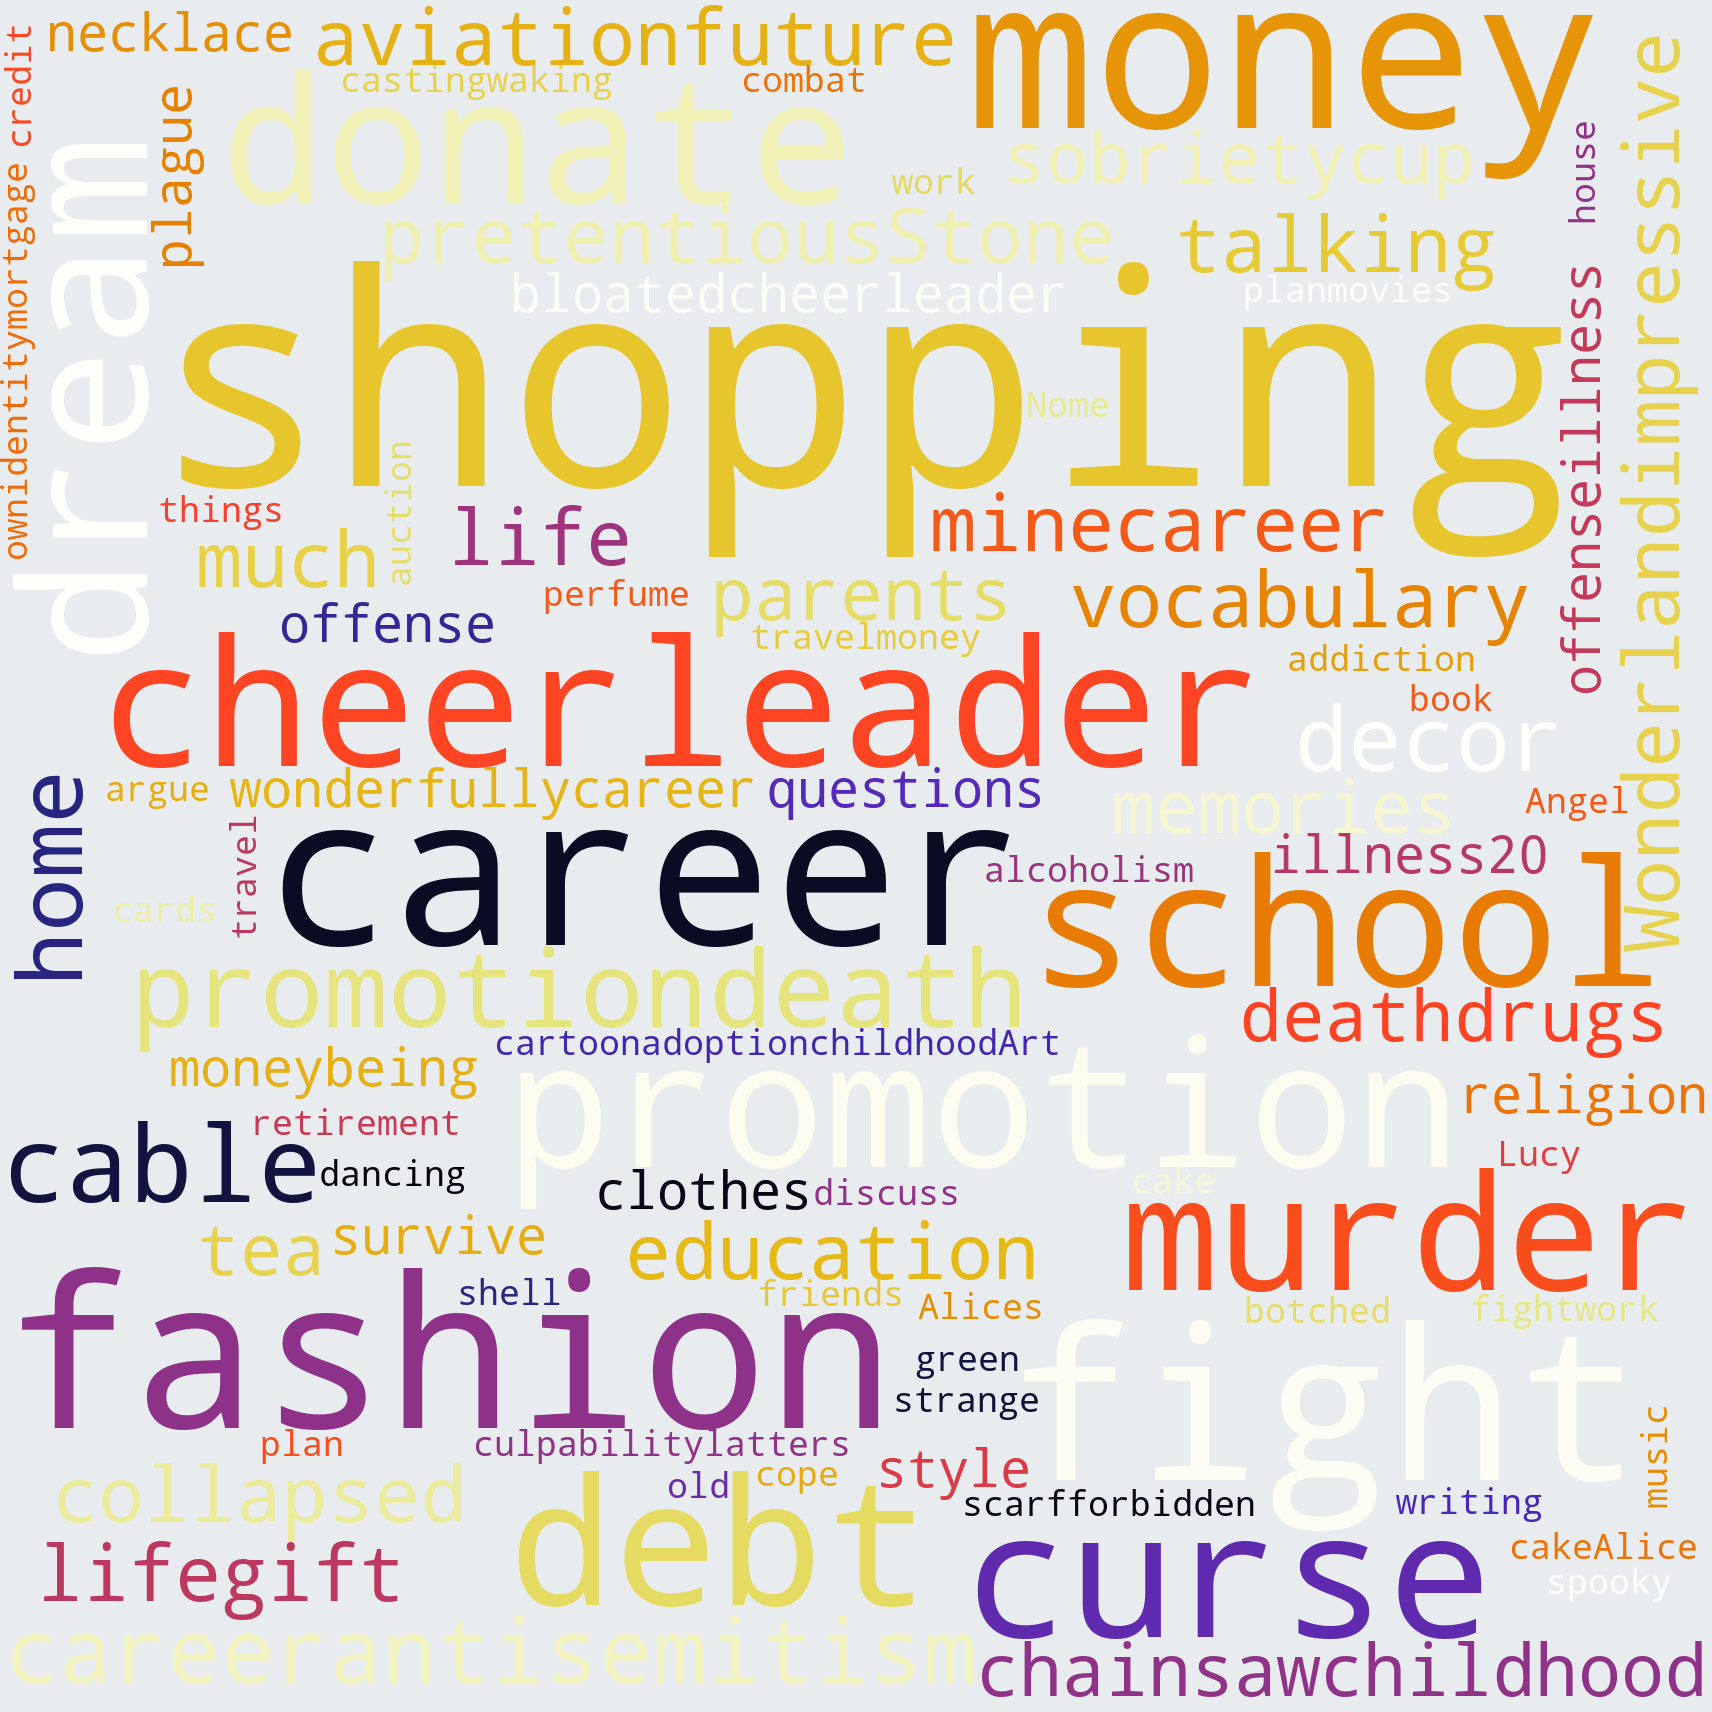 necklace
aviationfuture
money
credit
castingwaking
combat
donate
plague
sobrietycup
house
Wonderlandimpressive
dream
work
ownidentitymortgage
pretentiousStone
talking
bloatedcheerleader
planmovies
offenseillness
shopping
Nome
auction
things
life
minecareer
much
perfume
parents
vocabulary
offense
travelmoney
addiction
cheerleader
book
decor
home
argue
wonderfullycareer
questions
memories
Angel
travel
career
alcoholism
illness20
cards
school
promotiondeath
deathdrugs
cartoonadoptionchildhoodArt
moneybeing
promotion
religion
retirement
cable
dancing
Lucy
clothes
discuss
cake
murder
tea
survive
education
shell
friends
Alices
botched
fightwork
fashion
green
fight
strange
plan
culpabilitylatters
music
collapsed
old
cope
style
scarfforbidden
writing
debt
curse
cakeAlice
lifegift
spooky
careerantisemitism
chainsawchildhood